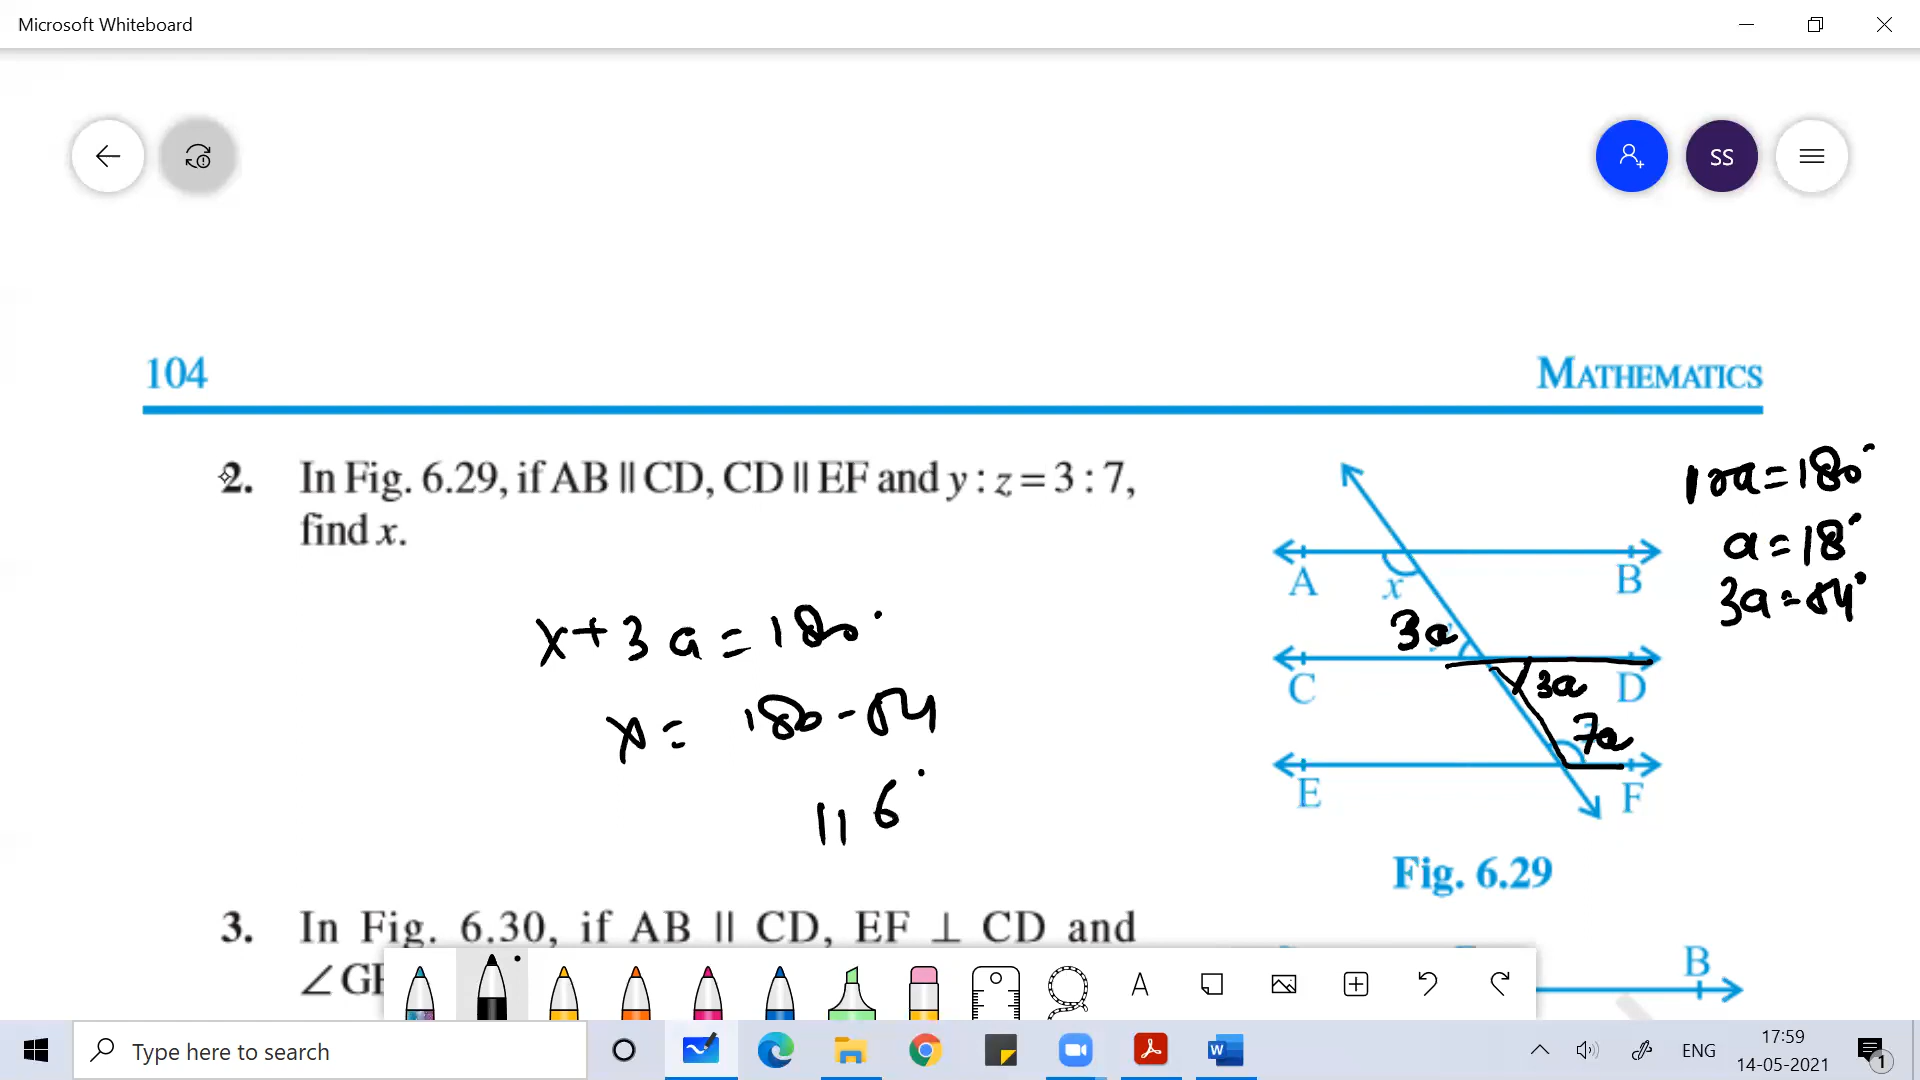 Microsoft Whiteboard
SS
104
MATHEMATICS
2. In Fig. 6.29, if AB || CD, CD || EF and y : z = 3 : 7,
find x.
x + 3a = 180°
x = 180 - 54
116°
10a = 180°
a = 18°
3a = 54°
A
x
B
3a
C
3a
D
7a
E
F
Fig. 6.29
3. In Fig. 6.30, if AB || CD, EF ⊥ CD and
∠GE
B
A
Type here to search
W
ENG
17:59
14-05-2021
1